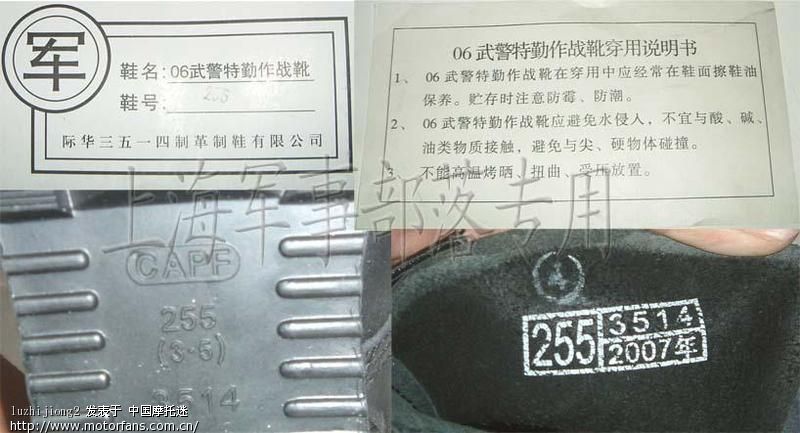 军
鞋名:06武警特勤作战靴
鞋号: 255
际华三五一四制革制鞋有限公司
06 武警特勤作战靴穿用说明书
1、 06 武警特勤作战靴在穿用中应经常在鞋面擦鞋油
保养。贮存时注意防霉、防潮。
2、 06 武警特勤作战靴应避免水侵入，不宜与酸、碱、
油类物质接触，避免与尖、硬物体碰撞。
3、 不能高温烤晒、扭曲、受压放置。
上海军事部落专用
CAPF
255
(3·5)
3514
4
255
3514
2007年
luzhijiong2 发表于 中国摩托迷
www.motorfans.com.cn/